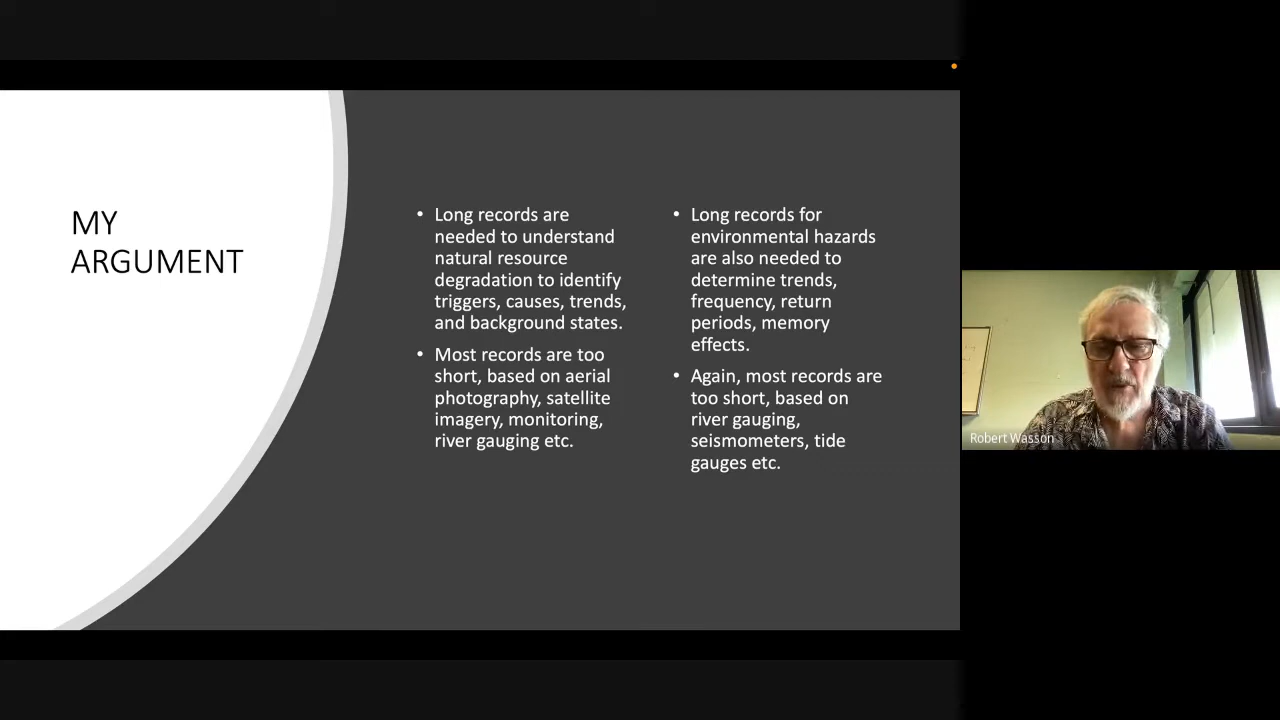 MY
ARGUMENT
• Long records are
needed to understand
natural resource
degradation to identify
triggers, causes, trends,
and background states.
• Most records are too
short, based on aerial
photography, satellite
imagery, monitoring,
river gauging etc.
• Long records for
environmental hazards
are also needed to
determine trends,
frequency, return
periods, memory
effects.
• Again, most records are
too short, based on
river gauging,
seismometers, tide
gauges etc.
Robert Wasson